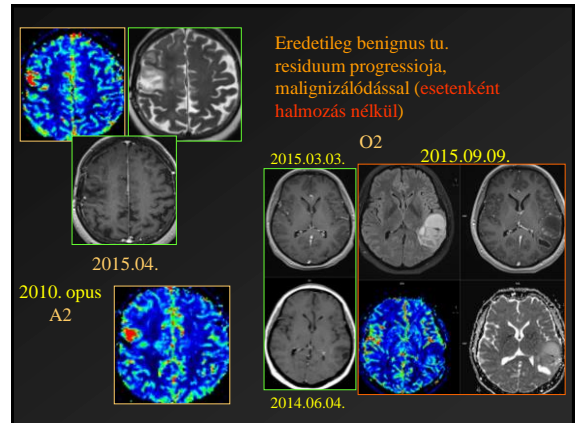 Eredetileg benignus tu.
residuum progressioja,
malignizálódással (esetenként
halmozás nélkül)
O2
2015.03.03.
2015.09.09.
2015.04.
2010. opus
A2
2014.06.04.